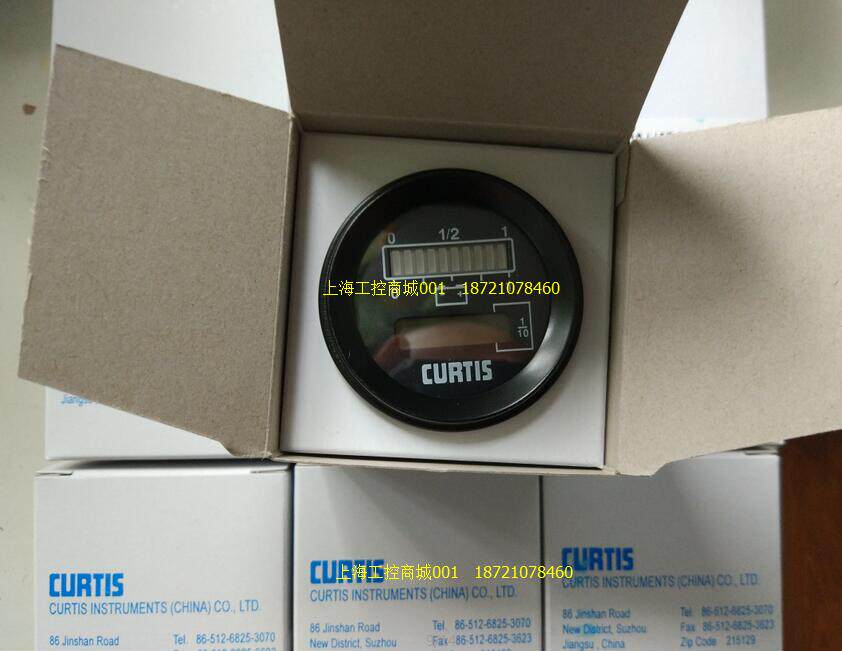 0 1/2 1
0
- +
1/10
CURTIS
上海工控商城001 18721078460
CURTIS
CURTIS INSTRUMENTS (CHINA) CO., LTD.
86 Jinshan Road Tel. 86-512-6825-3070
CURTIS
上海工控商城001 18721078460
CURTIS INSTRUMENTS (CHINA) CO., LTD.
86 Jinshan Road Tel. 86-512-6825-3070
New District, Suzhou Fax 86-512-6825-3623
CURTIS
CURTIS INSTRUMENTS (CHINA) CO., LTD.
86 Jinshan Road Tel. 86-512-6825-3070
New District, Suzhou Fax 86-512-6825-3623
Jiangsu , China Zip Code 215129